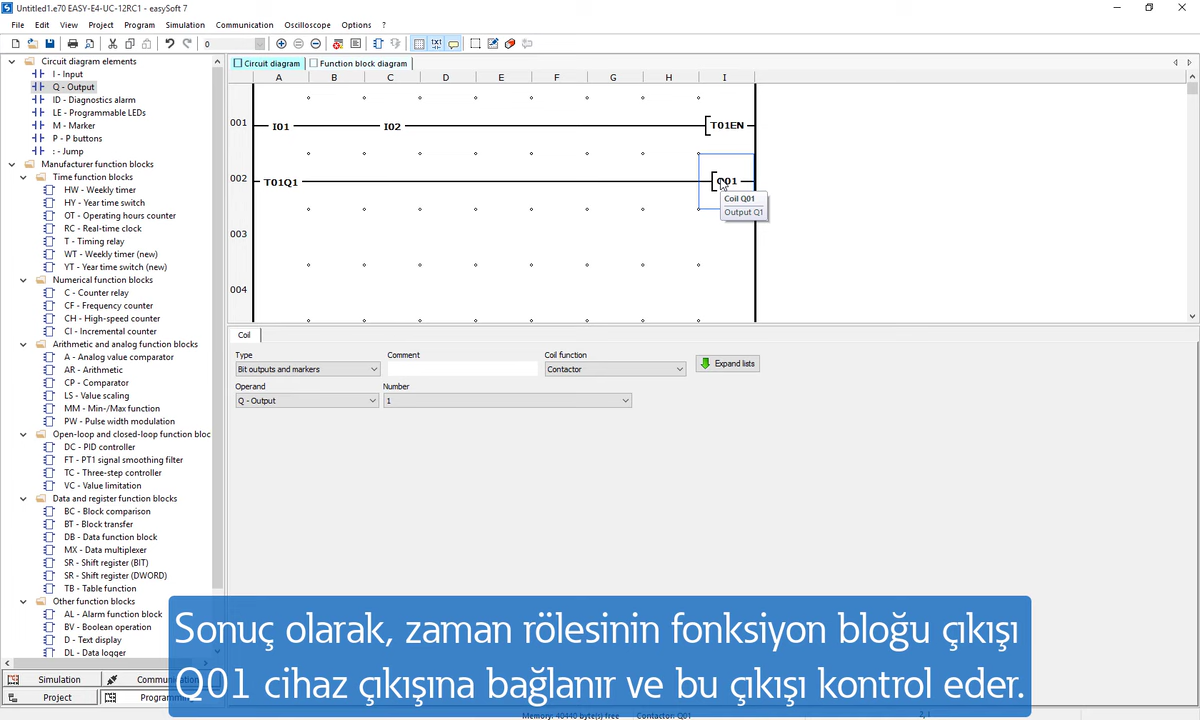 Untitled1.e70 EASY-E4-UC-12RC1 - easySoft 7
File Edit View Project Program Simulation Communication Oscilloscope Options ?
0
Circuit diagram elements
I - Input
Q - Output
ID - Diagnostics alarm
LE - Programmable LEDs
M - Marker
P - P buttons
: - Jump
Manufacturer function blocks
Time function blocks
HW - Weekly timer
HY - Year time switch
OT - Operating hours counter
RC - Real-time clock
T - Timing relay
WT - Weekly timer (new)
YT - Year time switch (new)
Numerical function blocks
C - Counter relay
CF - Frequency counter
CH - High-speed counter
CI - Incremental counter
Arithmetic and analog function blocks
A - Analog value comparator
AR - Arithmetic
CP - Comparator
LS - Value scaling
MM - Min-/Max function
PW - Pulse width modulation
Open-loop and closed-loop function bloc
DC - PID controller
FT - PT1 signal smoothing filter
TC - Three-step controller
VC - Value limitation
Data and register function blocks
BC - Block comparison
BT - Block transfer
DB - Data function block
MX - Data multiplexer
SR - Shift register (BIT)
SR - Shift register (DWORD)
TB - Table function
Other function blocks
AL - Alarm function block
BV - Boolean operation
D - Text display
DL - Data logger
Simulation
Project
Circuit diagram Function block diagram
A B C D E F G H I
001 I01 I02 T01EN
002 T01Q1 Q01
Coil Q01
Output Q1
003
004
Coil
Type Comment Coil function
Bit outputs and markers Contactor Expand lists
Operand Number
Q - Output 1
Sonuç olarak, zaman rölesinin fonksiyon bloğu çıkışı
Q01 cihaz çıkışına bağlanır ve bu çıkışı kontrol eder.